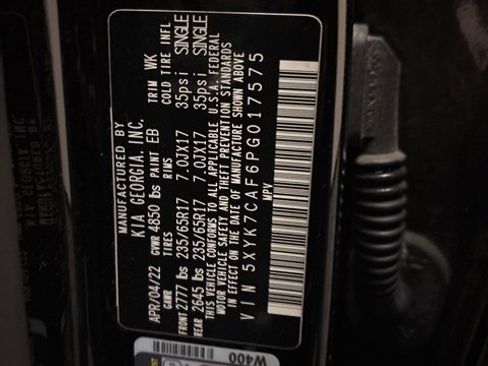 MANUFACTURED BY
KIA GEORGIA, INC.
APR/04/22 GVWR 4850 lbs PAINT EB TRIM WK
GAWR RIMS COLD TIRE INFL
FRONT 2777 lbs 235/65R17 7.0JX17 35psi SINGLE
REAR 2645 lbs 235/65R17 7.0JX17 35psi SINGLE
THIS VEHICLE CONFORMS TO ALL APPLICABLE U.S.A. FEDERAL
MOTOR VEHICLE SAFETY AND THEFT PREVENTION STANDARDS
IN EFFECT ON THE DATE OF MANUFACTURE SHOWN ABOVE
VIN 5XYK7CAF6PG017575
MPV
W400